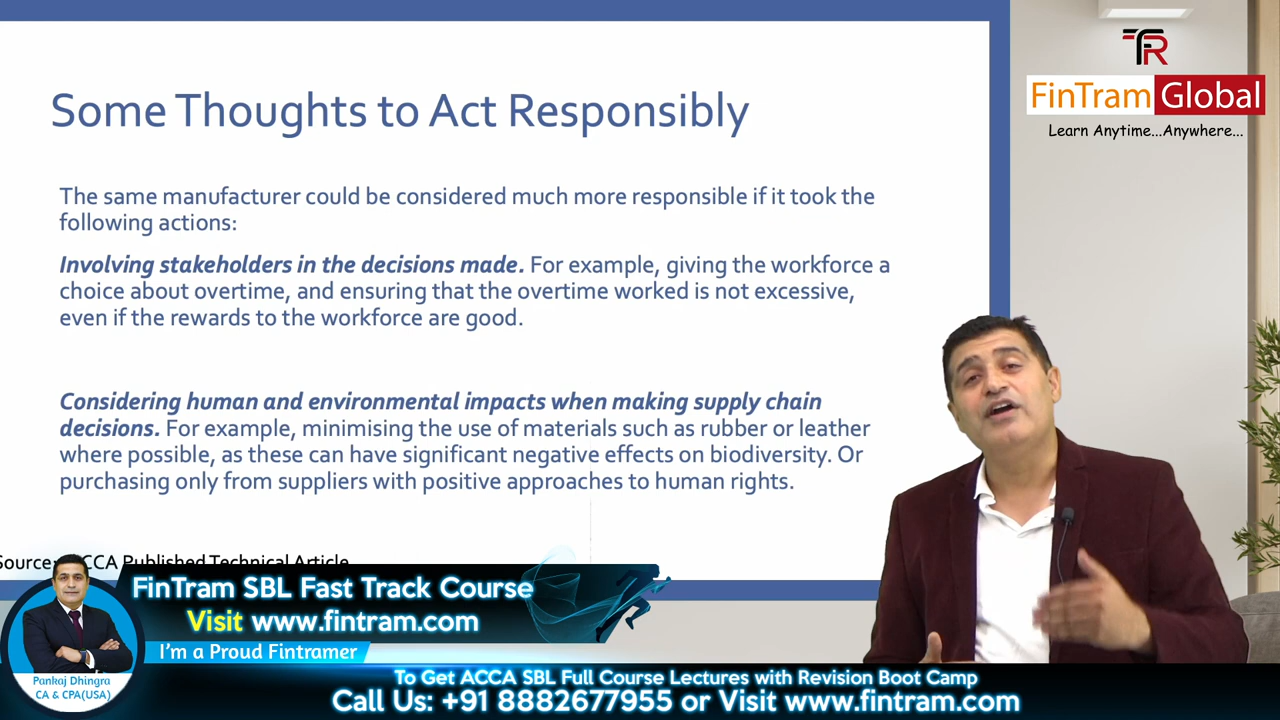 Some Thoughts to Act Responsibly
The same manufacturer could be considered much more responsible if it took the
following actions:
Involving stakeholders in the decisions made. For example, giving the workforce a
choice about overtime, and ensuring that the overtime worked is not excessive,
even if the rewards to the workforce are good.
Considering human and environmental impacts when making supply chain
decisions. For example, minimising the use of materials such as rubber or leather
where possible, as these can have significant negative effects on biodiversity. Or
purchasing only from suppliers with positive approaches to human rights.
TFR
FinTram Global
Learn Anytime...Anywhere...
Source: ACCA Published Technical Article
FinTram SBL Fast Track Course
Visit www.fintram.com
I'm a Proud Fintramer
Pankaj Dhingra
CA & CPA(USA)
To Get ACCA SBL Full Course Lectures with Revision Boot Camp
Call Us: +91 8882677955 or Visit www.fintram.com